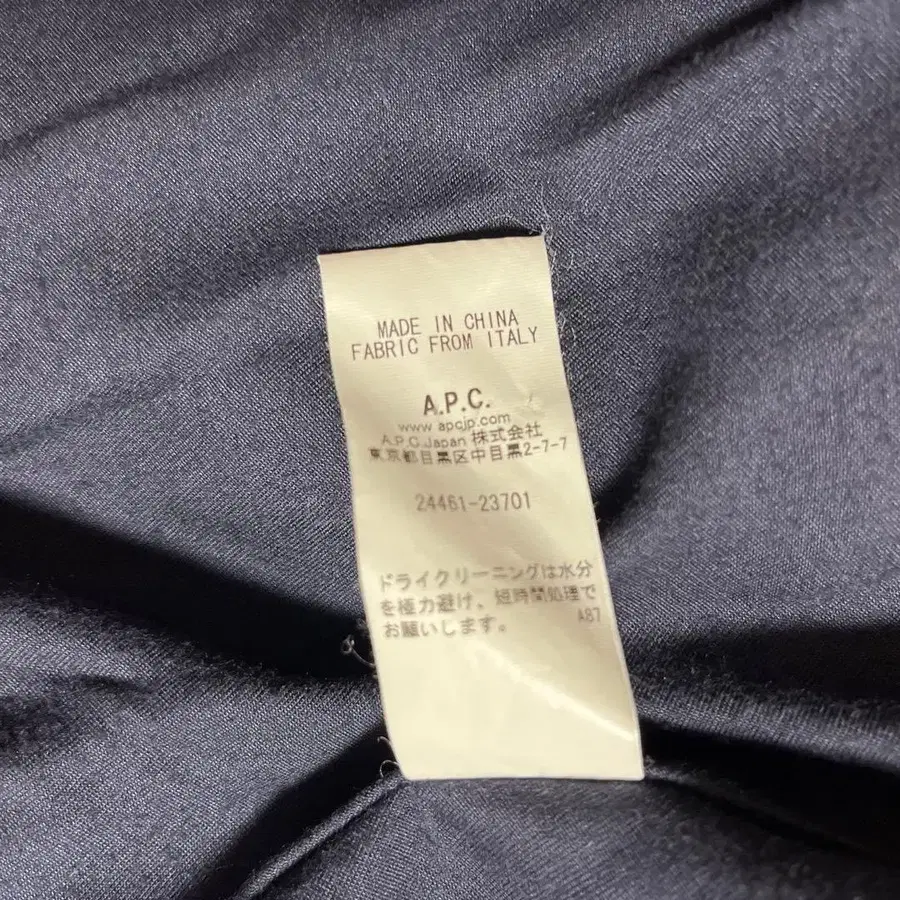 MADE IN CHINA
FABRIC FROM ITALY
A.P.C.
www.apcjp.com
A.P.C.Japan 株式会社
東京都目黒区中目黒2-7-7
24461-23701
ドライクリーニングは水分
を極力避け、短時間処理で
お願いします。 A87